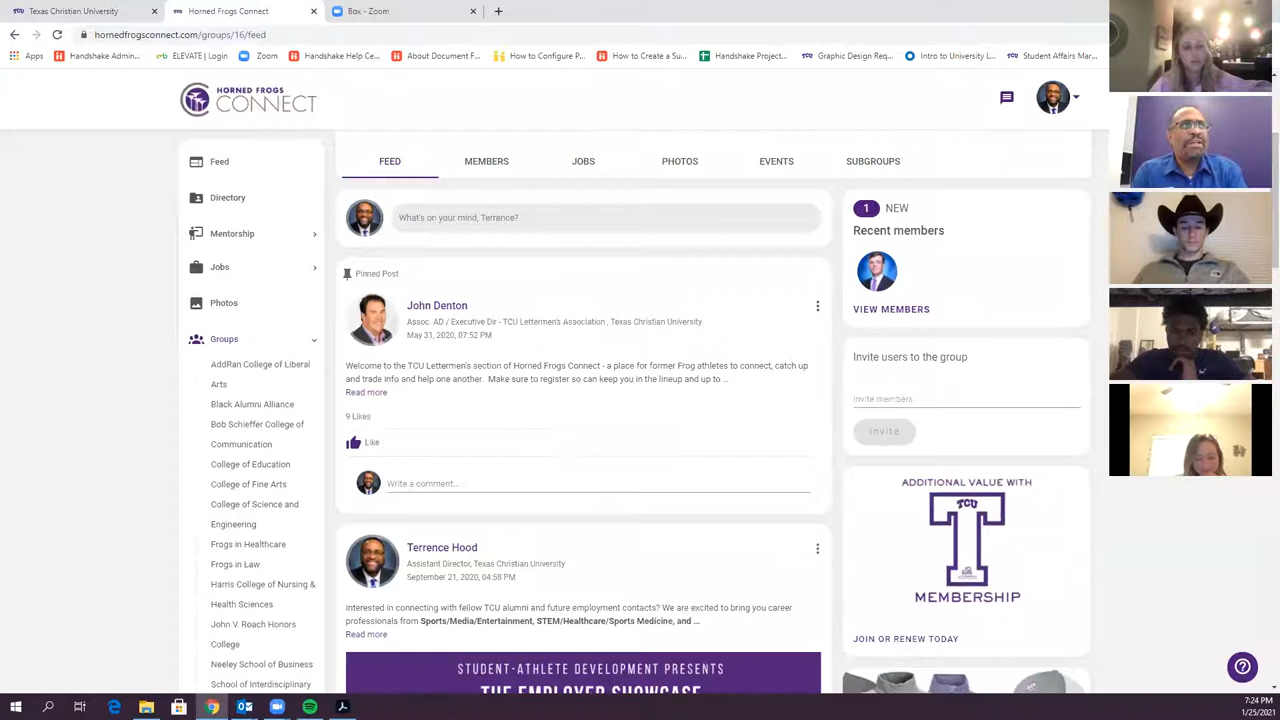 Texas Christian University
Horned Frogs Connect
Box - Zoom
hornedfrogsconnect.com/groups/16/feed
Apps
Handshake Admin...
ELEVATE | Login
Zoom
Handshake Help Ce...
About Document F...
How to Configure P...
How to Create a Su...
Handshake Project...
Graphic Design Req...
Intro to University L...
Student Affairs Mar...
HORNED FROGS
CONNECT
Feed
Directory
Mentorship
Jobs
Photos
Groups
AddRan College of Liberal
Arts
Black Alumni Alliance
Bob Schieffer College of
Communication
College of Education
College of Fine Arts
College of Science and
Engineering
Frogs in Healthcare
Frogs in Law
Harris College of Nursing &
Health Sciences
John V. Roach Honors
College
Neeley School of Business
School of Interdisciplinary
FEED
MEMBERS
JOBS
PHOTOS
EVENTS
SUBGROUPS
What's on your mind, Terrence?
Pinned Post
John Denton
Assoc. AD / Executive Dir - TCU Lettermen's Association , Texas Christian University
May 31, 2020, 07:52 PM
Welcome to the TCU Lettermen's section of Horned Frogs Connect - a place for former Frog athletes to connect, catch up
and trade info and help one another. Make sure to register so can keep you in the lineup and up to ...
Read more
9 Likes
Like
Write a comment...
Terrence Hood
Assistant Director, Texas Christian University
September 21, 2020, 04:58 PM
Interested in connecting with fellow TCU alumni and future employment contacts? We are excited to bring you career
professionals from Sports/Media/Entertainment, STEM/Healthcare/Sports Medicine, and ...
Read more
STUDENT-ATHLETE DEVELOPMENT PRESENTS
THE EMPLOYER SHOWCASE
1 NEW
Recent members
VIEW MEMBERS
Invite users to the group
Invite members
Invite
ADDITIONAL VALUE WITH
TCU
MEMBERSHIP
JOIN OR RENEW TODAY
7:24 PM
1/25/2021